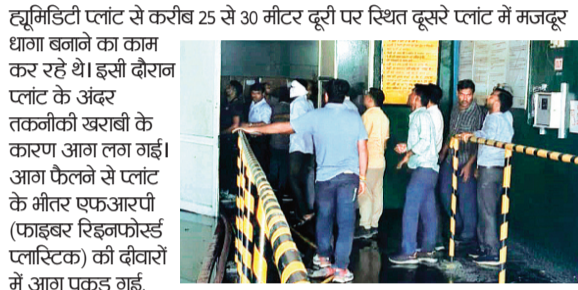 ह्यूमिडिटी प्लांट से करीब 25 से 30 मीटर दूरी पर स्थित दूसरे प्लांट में मजदूर
धागा बनाने का काम
कर रहे थे। इसी दौरान
प्लांट के अंदर
तकनीकी खराबी के
कारण आग लग गई।
आग फैलने से प्लांट
के भीतर एफआरपी
(फाइबर रिइनफोर्स्ड
प्लास्टिक) की दीवारों
में आग पकड़ गई.